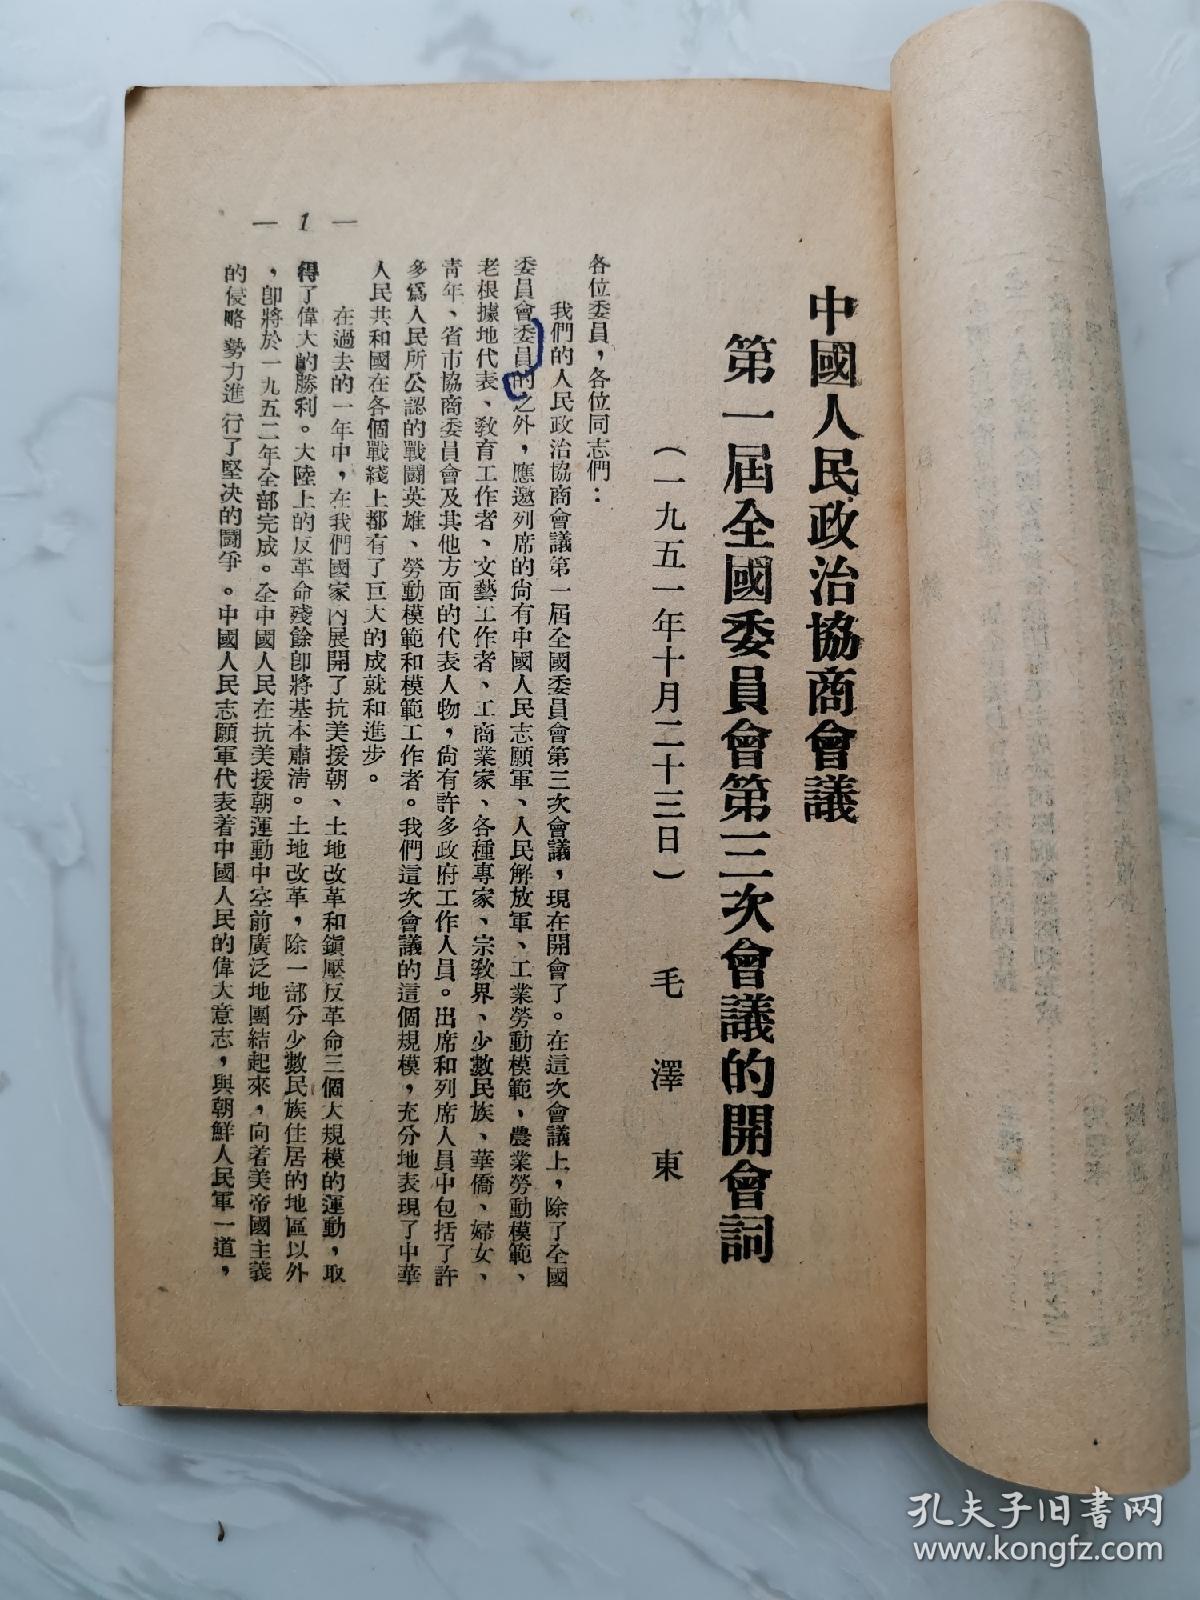 中國人民政治協商會議
第一屆全國委員會第三次會議的開會詞
（一九五一年十月二十三日）　毛澤東
各位委員，各位同志們：
我們的人民政治協商會議第一屆全國委員會第三次會議，現在開會了。在這次會議上，除了全國
委員會委員的之外，應邀列席的尚有中國人民志願軍、人民解放軍、工業勞動模範，農業勞動模範、
老根據地代表、教育工作者、文藝工作者、工商業家、各種專家、宗教界、少數民族、華僑、婦女、
青年、省市協商委員會及其他方面的代表人物，尚有許多政府工作人員。出席和列席人員中包括了許
多爲人民所公認的戰鬪英雄、勞動模範和模範工作者。我們這次會議的這個規模，充分地表現了中華
人民共和國在各個戰綫上都有了巨大的成就和進步。
在過去的一年中，在我們國家內展開了抗美援朝、土地改革和鎭壓反革命三個大規模的運動，取
得了偉大的勝利。大陸上的反革命殘餘卽將基本肅清。土地改革，除一部分少數民族住居的地區以外
，卽將於一九五二年全部完成。全中國人民在抗美援朝運動中空前廣泛地團結起來，向着美帝國主義
的侵略勢力進行了堅決的鬪爭。中國人民志願軍代表着中國人民的偉大意志，與朝鮮人民軍一道，
— 1 —
孔夫子旧书网
www.kongfz.com